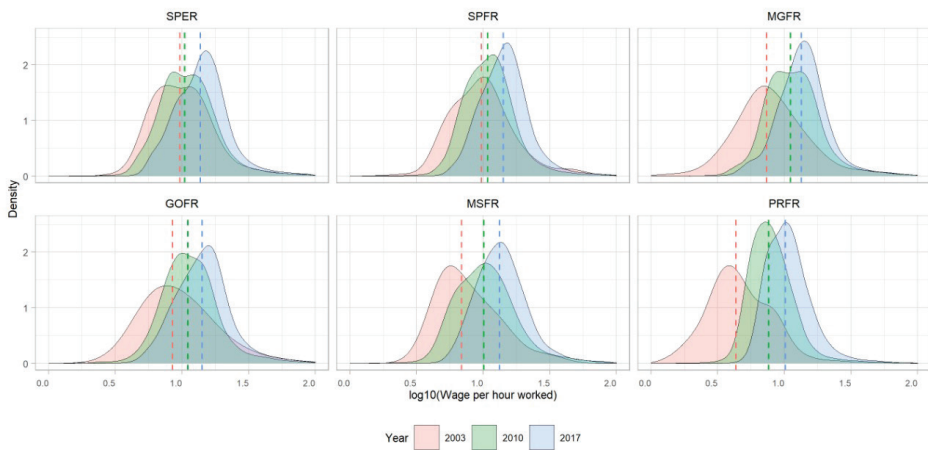 SPER SPFR MGFR
2
1
0
GOFR MSFR PRFR
2
1
0
Density
0.0 0.5 1.0 1.5 2.0 0.0 0.5 1.0 1.5 2.0 0.0 0.5 1.0 1.5 2.0
log10(Wage per hour worked)
Year 2003 2010 2017